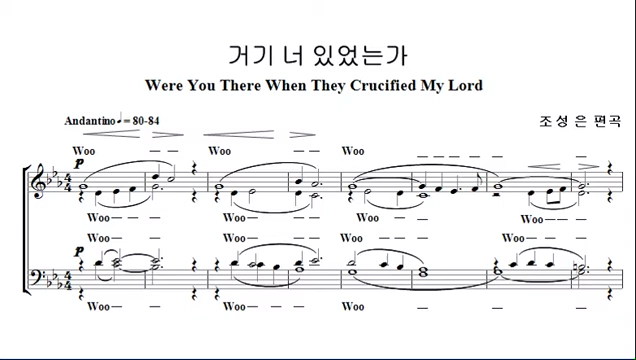 거기 너 있었는가
Were You There When They Crucified My Lord
Andantino ♩= 80-84
조성은 편곡
Woo Woo Woo
p
Woo Woo Woo Woo
Woo Woo Woo Woo
p
Woo Woo Woo